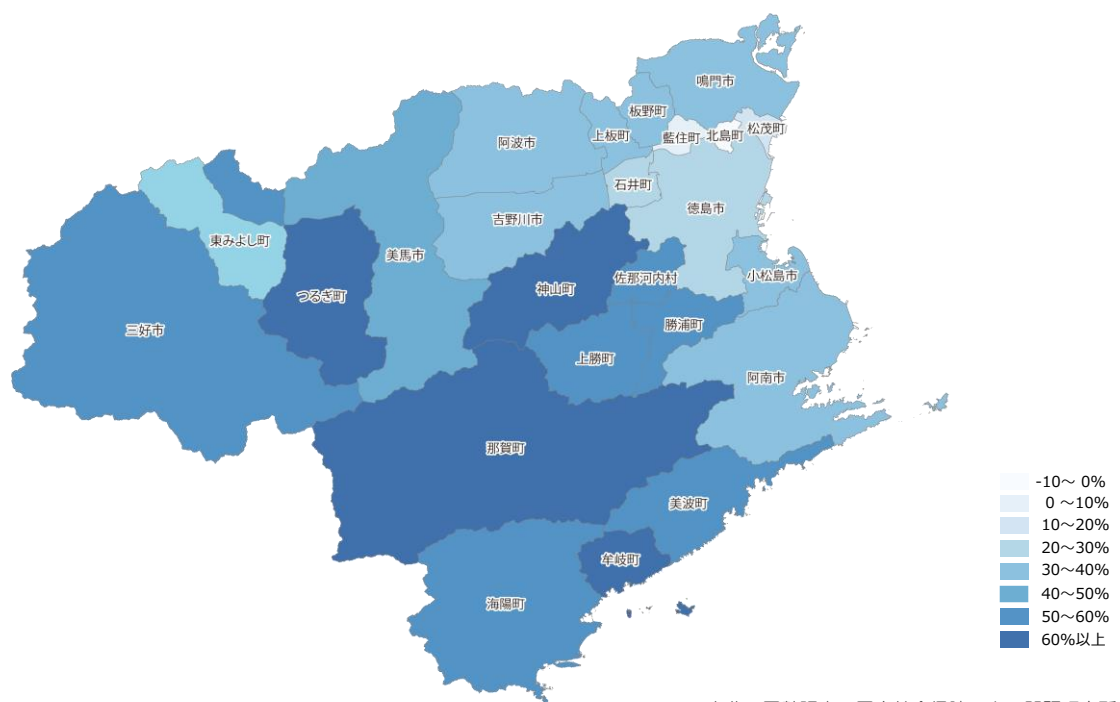 鳴門市
板野町
松茂町
藍住町
北島町
上板町
阿波市
石井町
徳島市
吉野川市
東みよし町
美馬市
小松島市
佐那河内村
神山町
つるぎ町
勝浦町
三好市
上勝町
阿南市
那賀町
美波町
牟岐町
海陽町
-10～ 0%
0 ～10%
10～20%
20～30%
30～40%
40～50%
50～60%
60%以上